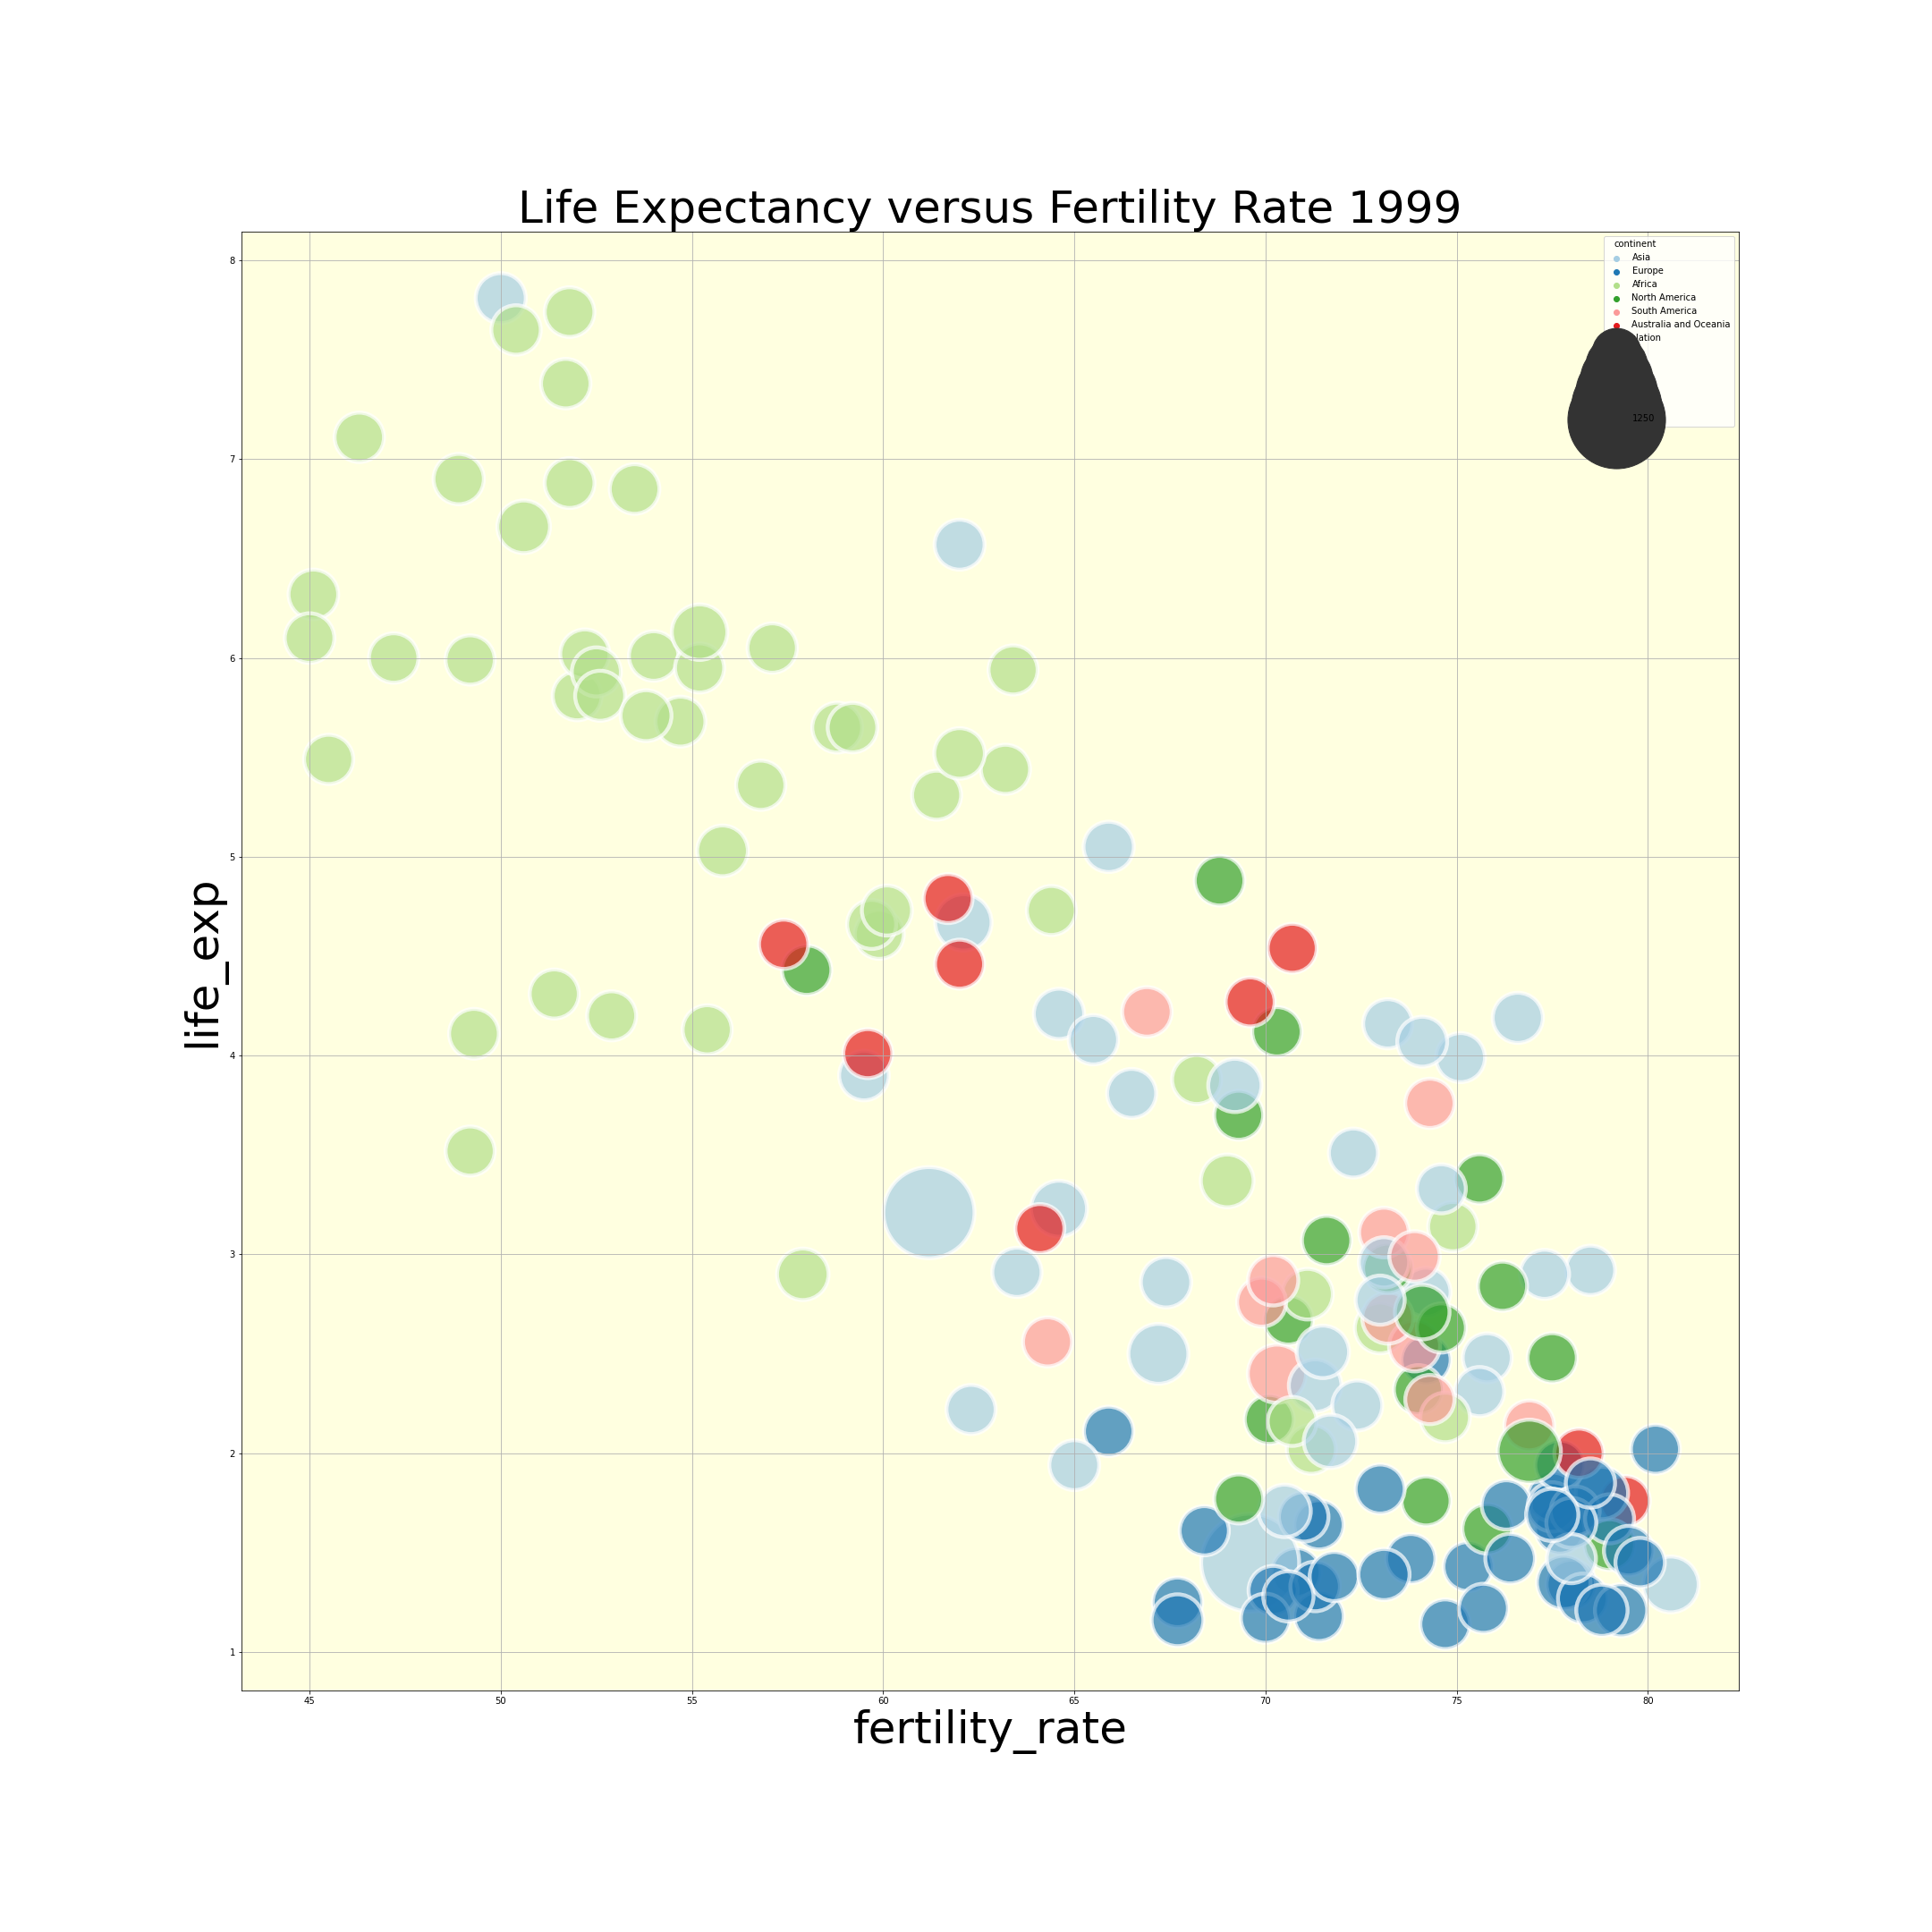 Life Expectancy versus Fertility Rate 1999
continent
Asia
Europe
Africa
North America
South America
Australia and Oceania
1250
8
7
6
5
4
3
2
1
life_exp
45 50 55 60 65 70 75 80
fertility_rate